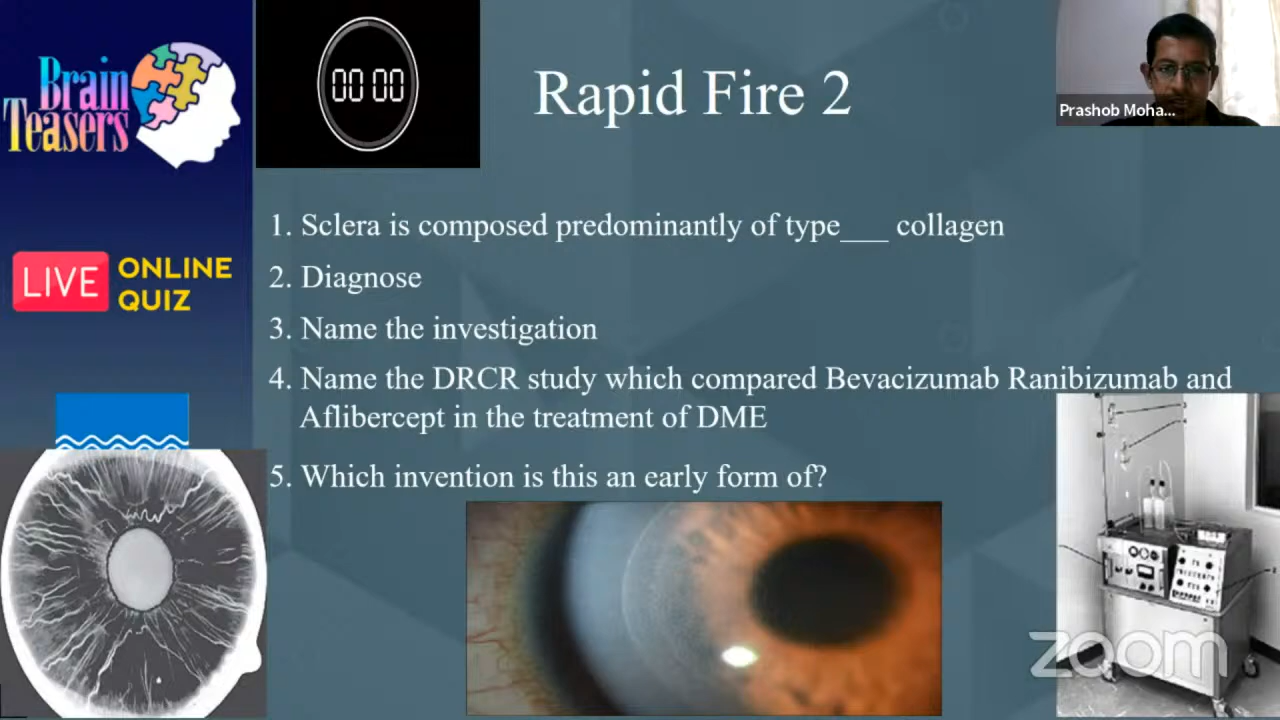 Brain
Teasers
00 00
Rapid Fire 2
Prashob Moha...
1. Sclera is composed predominantly of type___ collagen
LIVE ONLINE
QUIZ
2. Diagnose
3. Name the investigation
4. Name the DRCR study which compared Bevacizumab Ranibizumab and
Aflibercept in the treatment of DME
5. Which invention is this an early form of?
zoom